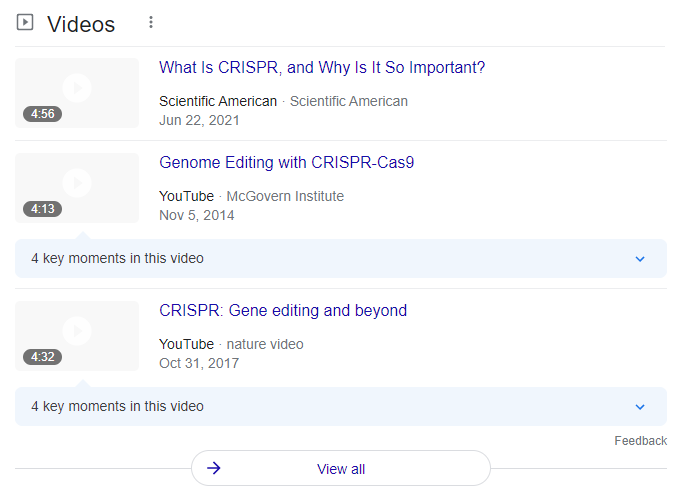 Videos
What Is CRISPR, and Why Is It So Important?
4:56
Scientific American · Scientific American
Jun 22, 2021
Genome Editing with CRISPR-Cas9
4:13
YouTube · McGovern Institute
Nov 5, 2014
4 key moments in this video
CRISPR: Gene editing and beyond
4:32
YouTube · nature video
Oct 31, 2017
4 key moments in this video
Feedback
View all